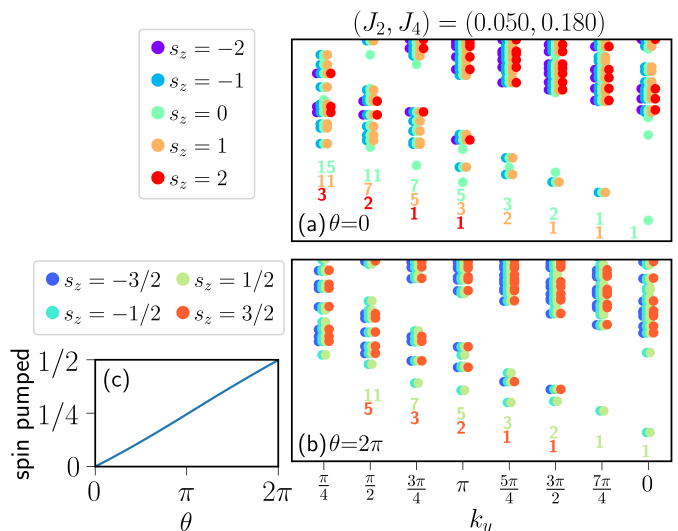 (J₂, J₄) = (0.050, 0.180)
s_z = −2
s_z = −1
s_z = 0
s_z = 1
s_z = 2
15 11 7 5 3 2 1 1
11 7 5 3 2 1 1
3 2 1 1
(a) θ=0
s_z = −3/2 s_z = 1/2
s_z = −1/2 s_z = 3/2
11 7 5 3 2 1 1
5 3 2 1 1
(b) θ=2π
π/4 π/2 3π/4 π 5π/4 3π/2 7π/4 0
k_y
(c)
spin pumped
1/2
1/4
0
0 π 2π
θ